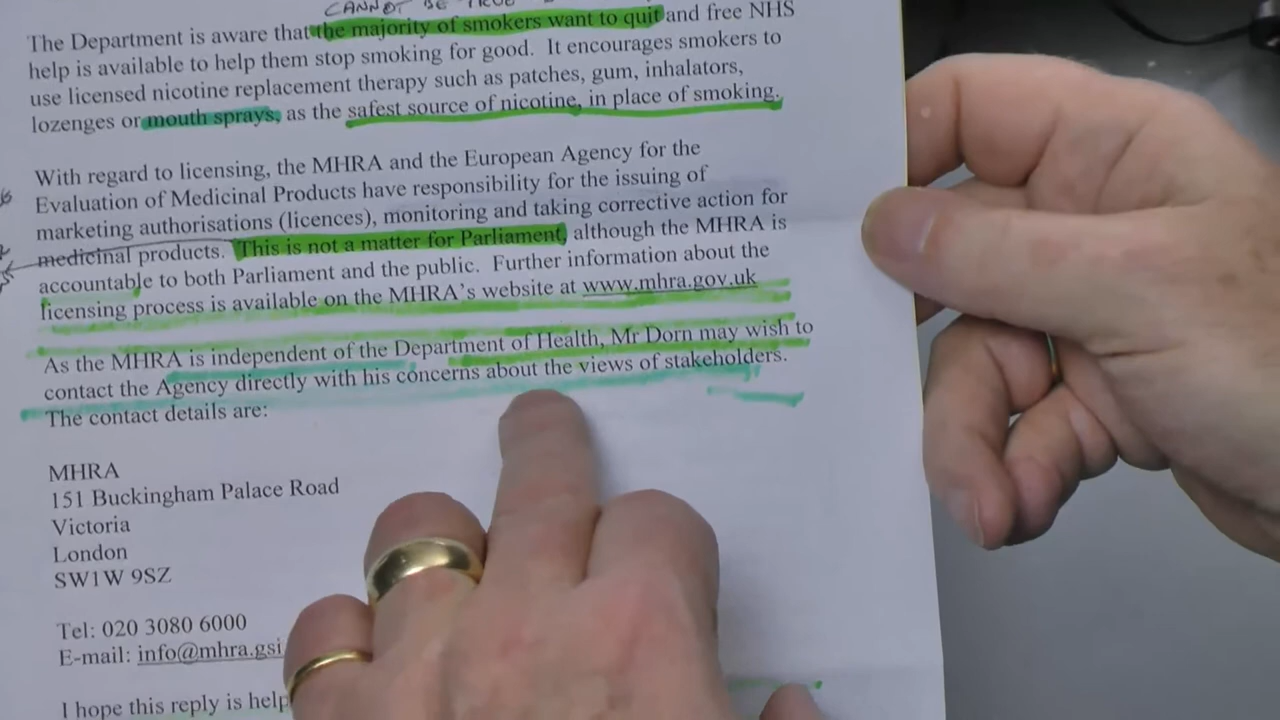 CANNOT BE TRUE
The Department is aware that the majority of smokers want to quit and free NHS
help is available to help them stop smoking for good. It encourages smokers to
use licensed nicotine replacement therapy such as patches, gum, inhalators,
lozenges or mouth sprays, as the safest source of nicotine, in place of smoking.
With regard to licensing, the MHRA and the European Agency for the
Evaluation of Medicinal Products have responsibility for the issuing of
marketing authorisations (licences), monitoring and taking corrective action for
medicinal products. This is not a matter for Parliament, although the MHRA is
accountable to both Parliament and the public. Further information about the
licensing process is available on the MHRA's website at www.mhra.gov.uk
As the MHRA is independent of the Department of Health, Mr Dorn may wish to
contact the Agency directly with his concerns about the views of stakeholders.
The contact details are:
MHRA
151 Buckingham Palace Road
Victoria
London
SW1W 9SZ
Tel: 020 3080 6000
E-mail: info@mhra.gsi
I hope this reply is help